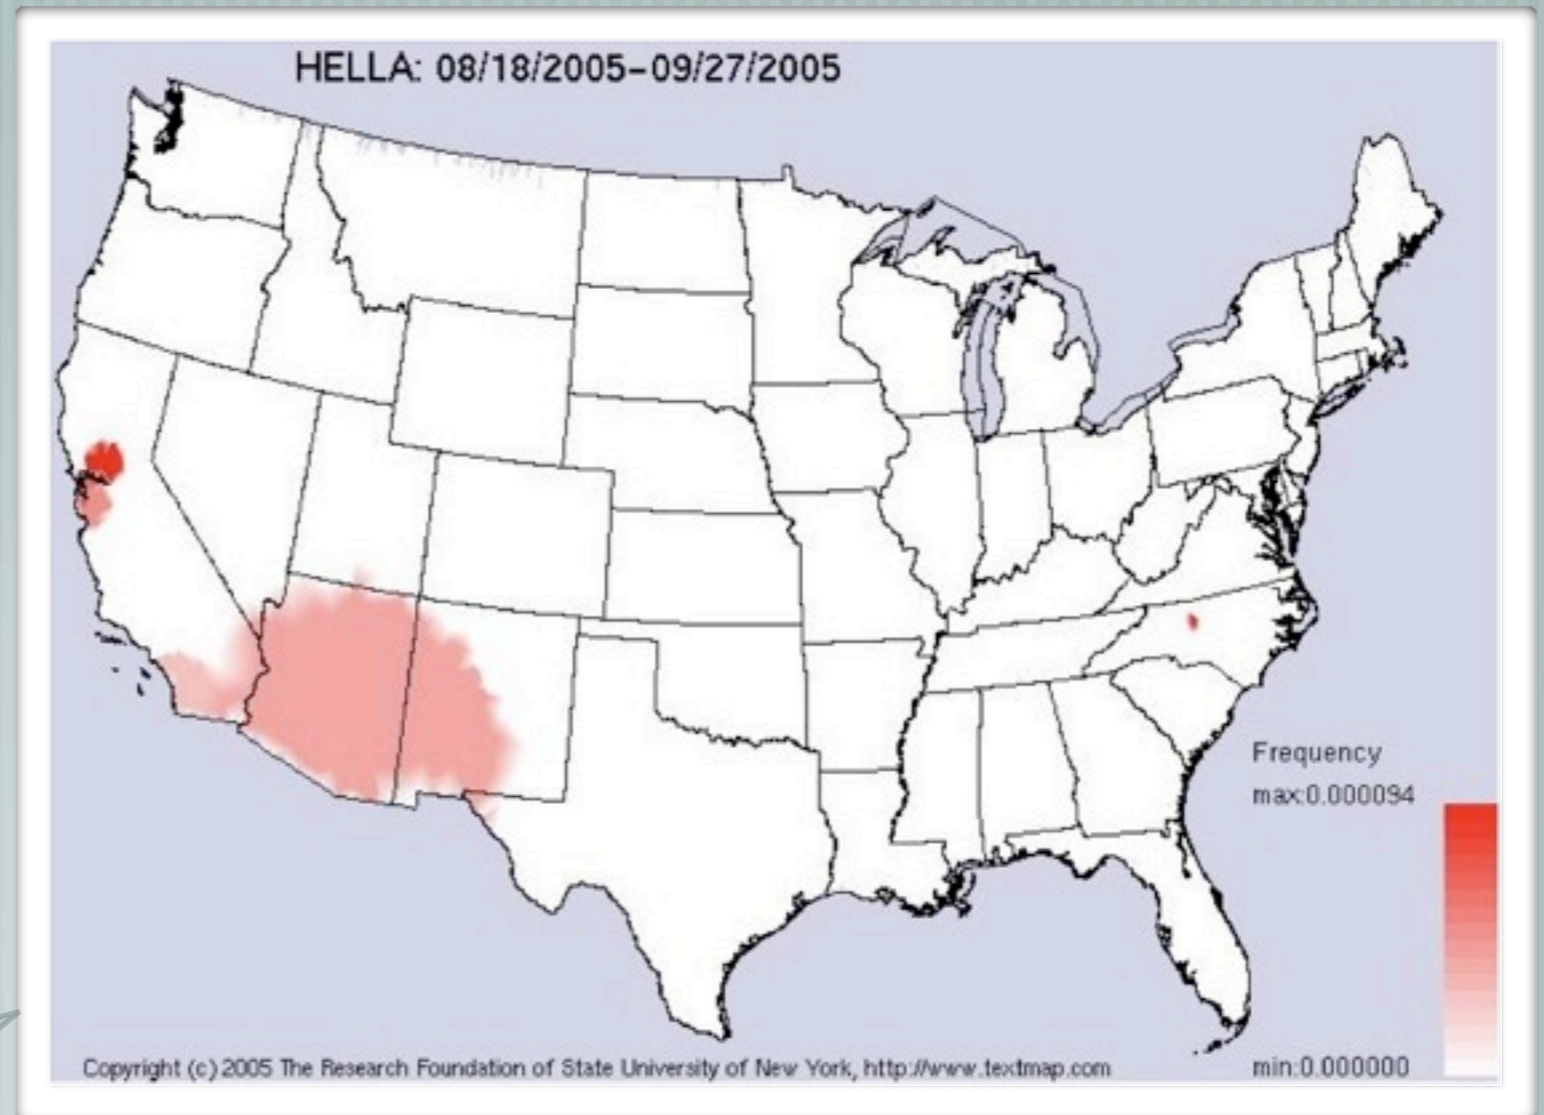 HELLA: 08/18/2005-09/27/2005
Frequency
max:0.000094
min:0.000000
Copyright (c) 2005 The Research Foundation of State University of New York, http://www.textmap.com